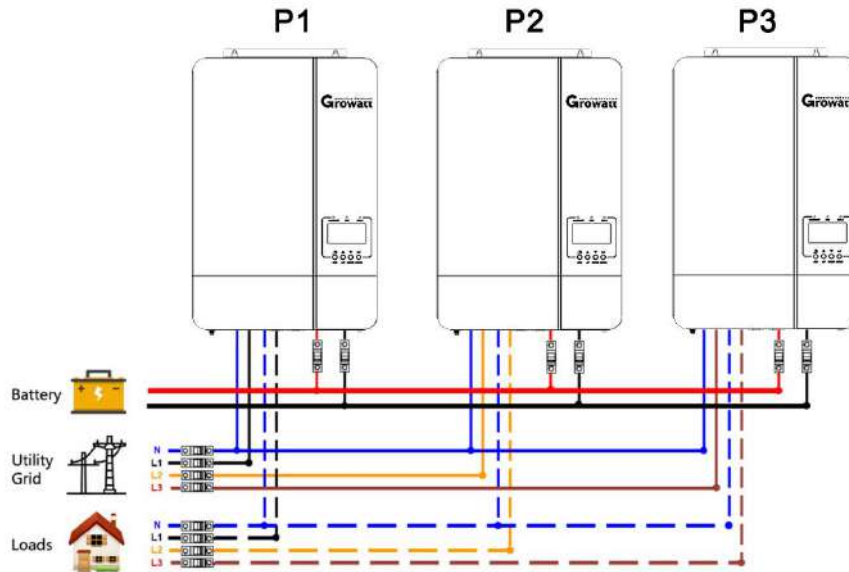 P1
P2
P3
Growatt
Growatt
Growatt
Battery
+ -
Utility
Grid
N
L1
L2
L3
Loads
N
L1
L2
L3